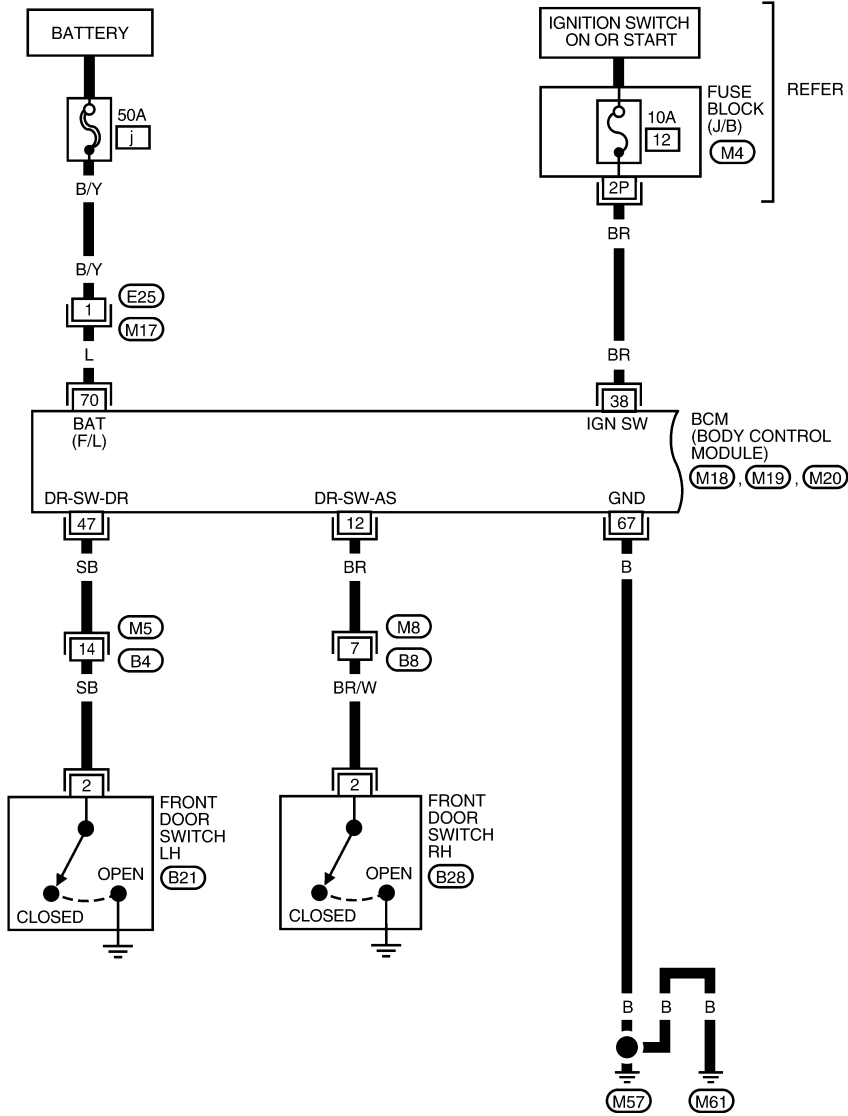 BATTERY
IGNITION SWITCH
ON OR START
REFER
50A
j
10A
12
FUSE
BLOCK
(J/B)
M4
2P
B/Y
BR
B/Y
1
E25
M17
L
BR
70
38
BAT
(F/L)
IGN SW
BCM
(BODY CONTROL
MODULE)
M18 , M19 , M20
DR-SW-DR
DR-SW-AS
GND
47
12
67
SB
BR
B
14
M5
B4
7
M8
B8
SB
BR/W
2
2
FRONT
DOOR
SWITCH
LH
B21
OPEN
CLOSED
FRONT
DOOR
SWITCH
RH
B28
OPEN
CLOSED
B
B
B
M57
M61